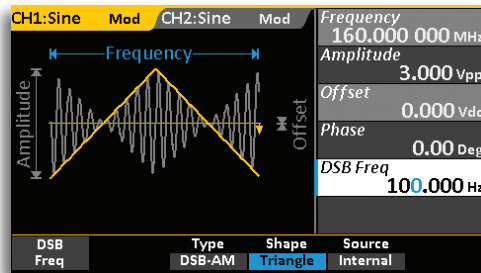 CH1:Sine Mod CH2:Sine Mod
Frequency
160.000 000 MHz
Amplitude
3.000 Vpp
Offset
0.000 Vdc
Phase
0.00 Deg
DSB Freq
100.000 Hz
Frequency
Amplitude
Offset
DSB Type Shape Source
Freq DSB-AM Triangle Internal